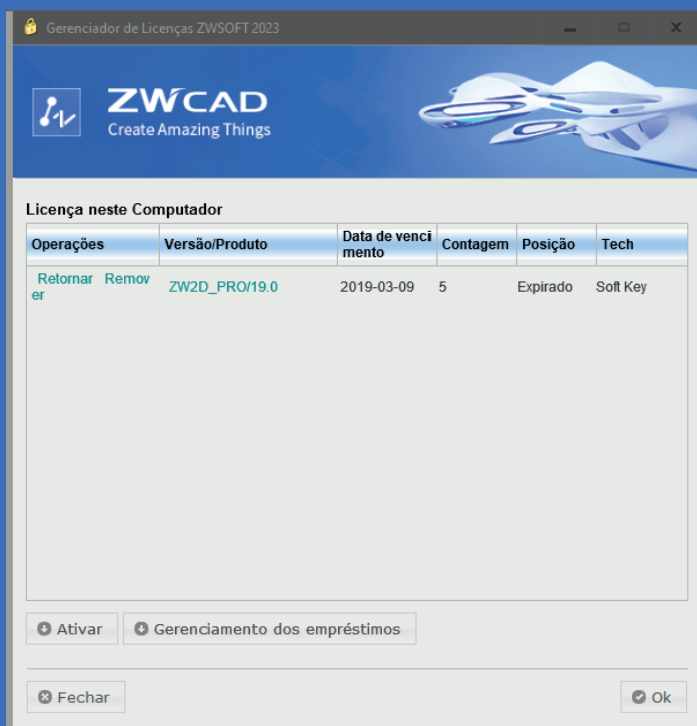 Gerenciador de Licenças ZWSOFT 2023
ZWCAD
Create Amazing Things
Licença neste Computador
Operações Versão/Produto Data de venci
mento Contagem Posição Tech
Retornar Remov
er ZW2D_PRO/19.0 2019-03-09 5 Expirado Soft Key
Ativar Gerenciamento dos empréstimos
Fechar Ok